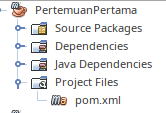 PertemuanPertama
Source Packages
Dependencies
Java Dependencies
Project Files
pom.xml